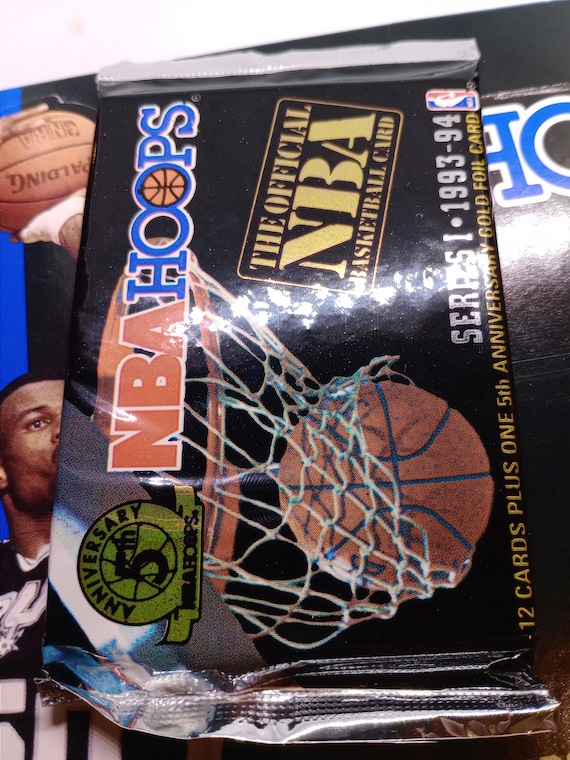 NBA HOOPS
THE OFFICIAL
NBA
BASKETBALL CARD
SERIES I • 1993-94
12 CARDS PLUS ONE 5th ANNIVERSARY GOLD FOIL CARD
ANNIVERSARY
5th
NBA HOOPS
SPALDING